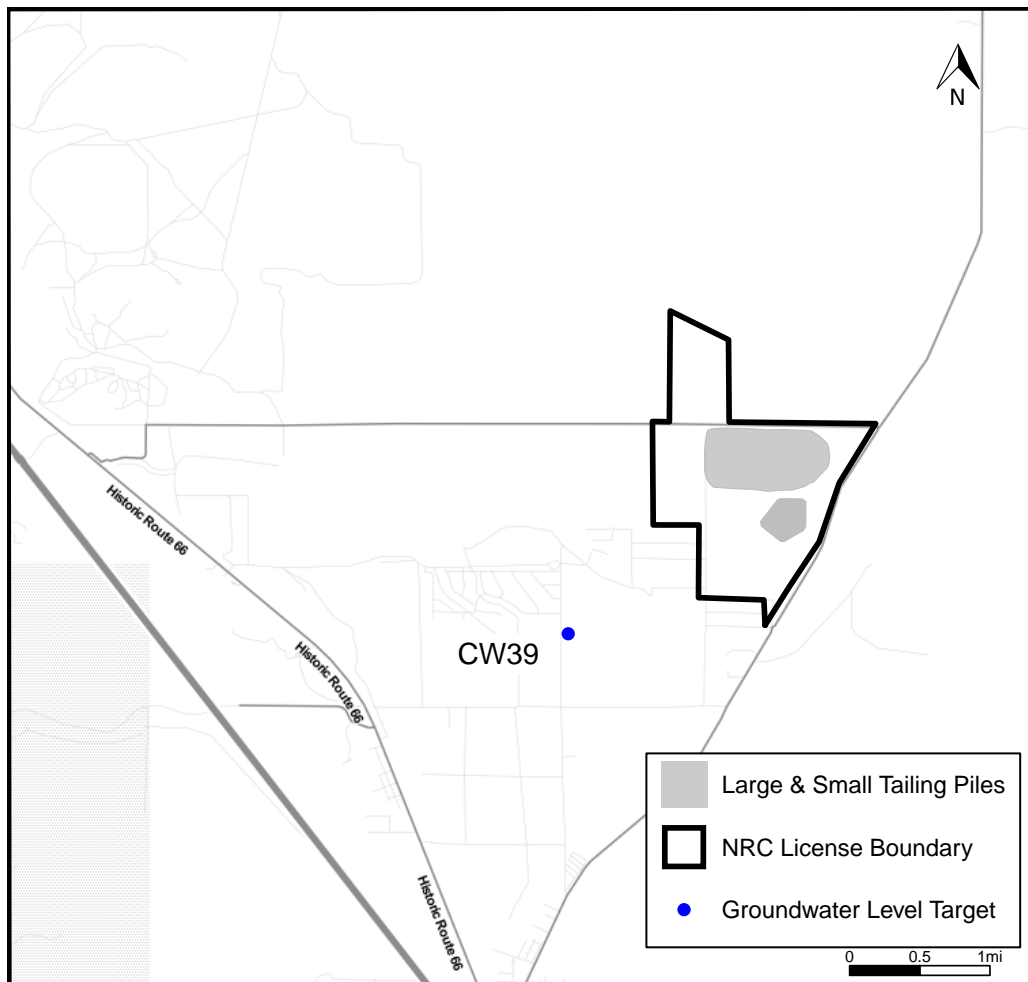 N
Historic Route 66
Historic Route 66
CW39
Historic Route 66
Large & Small Tailing Piles
NRC License Boundary
Groundwater Level Target
0 0.5 1mi